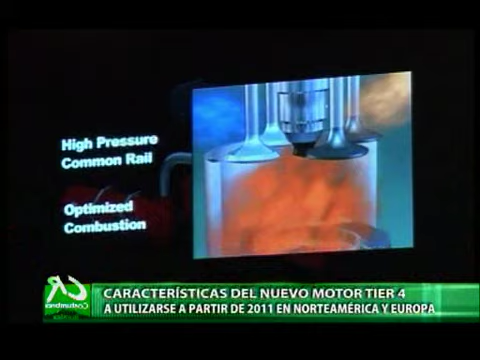 High Pressure
Common Rail
Optimized
Combustion
CARACTERÍSTICAS DEL NUEVO MOTOR TIER 4
A UTILIZARSE A PARTIR DE 2011 EN NORTEAMÉRICA Y EUROPA